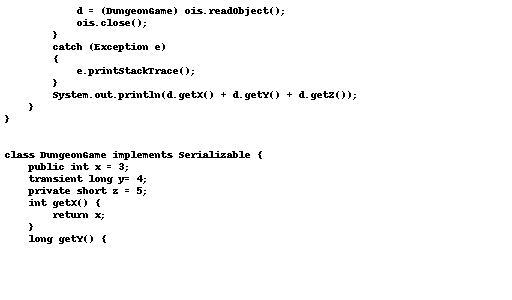 d = (DungeonGame) ois.readObject();
ois.close();
}
catch (Exception e)
{
e.printStackTrace();
}
System.out.println(d.getX() + d.getY() + d.getZ());
}
}
class DungeonGame implements Serializable {
public int x = 3;
transient long y= 4;
private short z = 5;
int getX() {
return x;
}
long getY() {